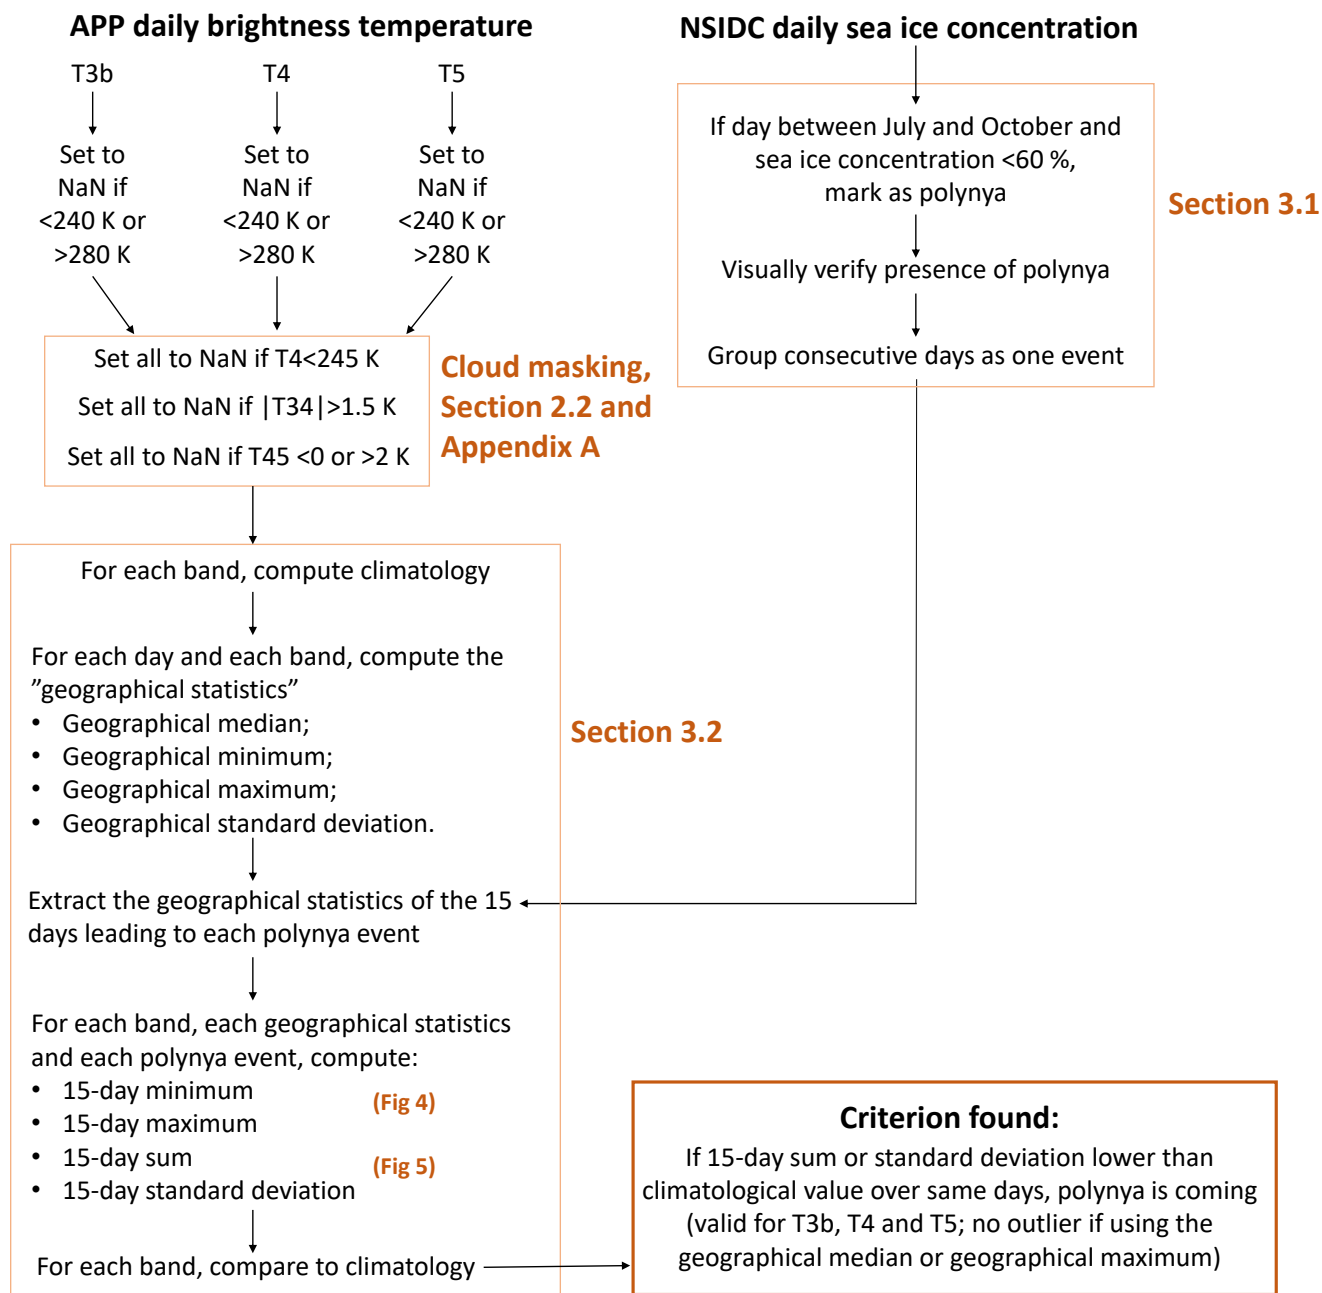 APP daily brightness temperature
T3b
T4
T5
Set to
NaN if
<240 K or
>280 K
Set to
NaN if
<240 K or
>280 K
Set to
NaN if
<240 K or
>280 K
Set all to NaN if T4<245 K
Set all to NaN if |T34|>1.5 K
Set all to NaN if T45 <0 or >2 K
Cloud masking,
Section 2.2 and
Appendix A
NSIDC daily sea ice concentration
If day between July and October and
sea ice concentration <60 %,
mark as polynya
Visually verify presence of polynya
Group consecutive days as one event
Section 3.1
For each band, compute climatology
For each day and each band, compute the
”geographical statistics”
• Geographical median;
• Geographical minimum;
• Geographical maximum;
• Geographical standard deviation.
Section 3.2
Extract the geographical statistics of the 15
days leading to each polynya event
For each band, each geographical statistics
and each polynya event, compute:
• 15-day minimum
• 15-day maximum
(Fig 4)
• 15-day sum
• 15-day standard deviation
(Fig 5)
For each band, compare to climatology
Criterion found:
If 15-day sum or standard deviation lower than
climatological value over same days, polynya is coming
(valid for T3b, T4 and T5; no outlier if using the
geographical median or geographical maximum)